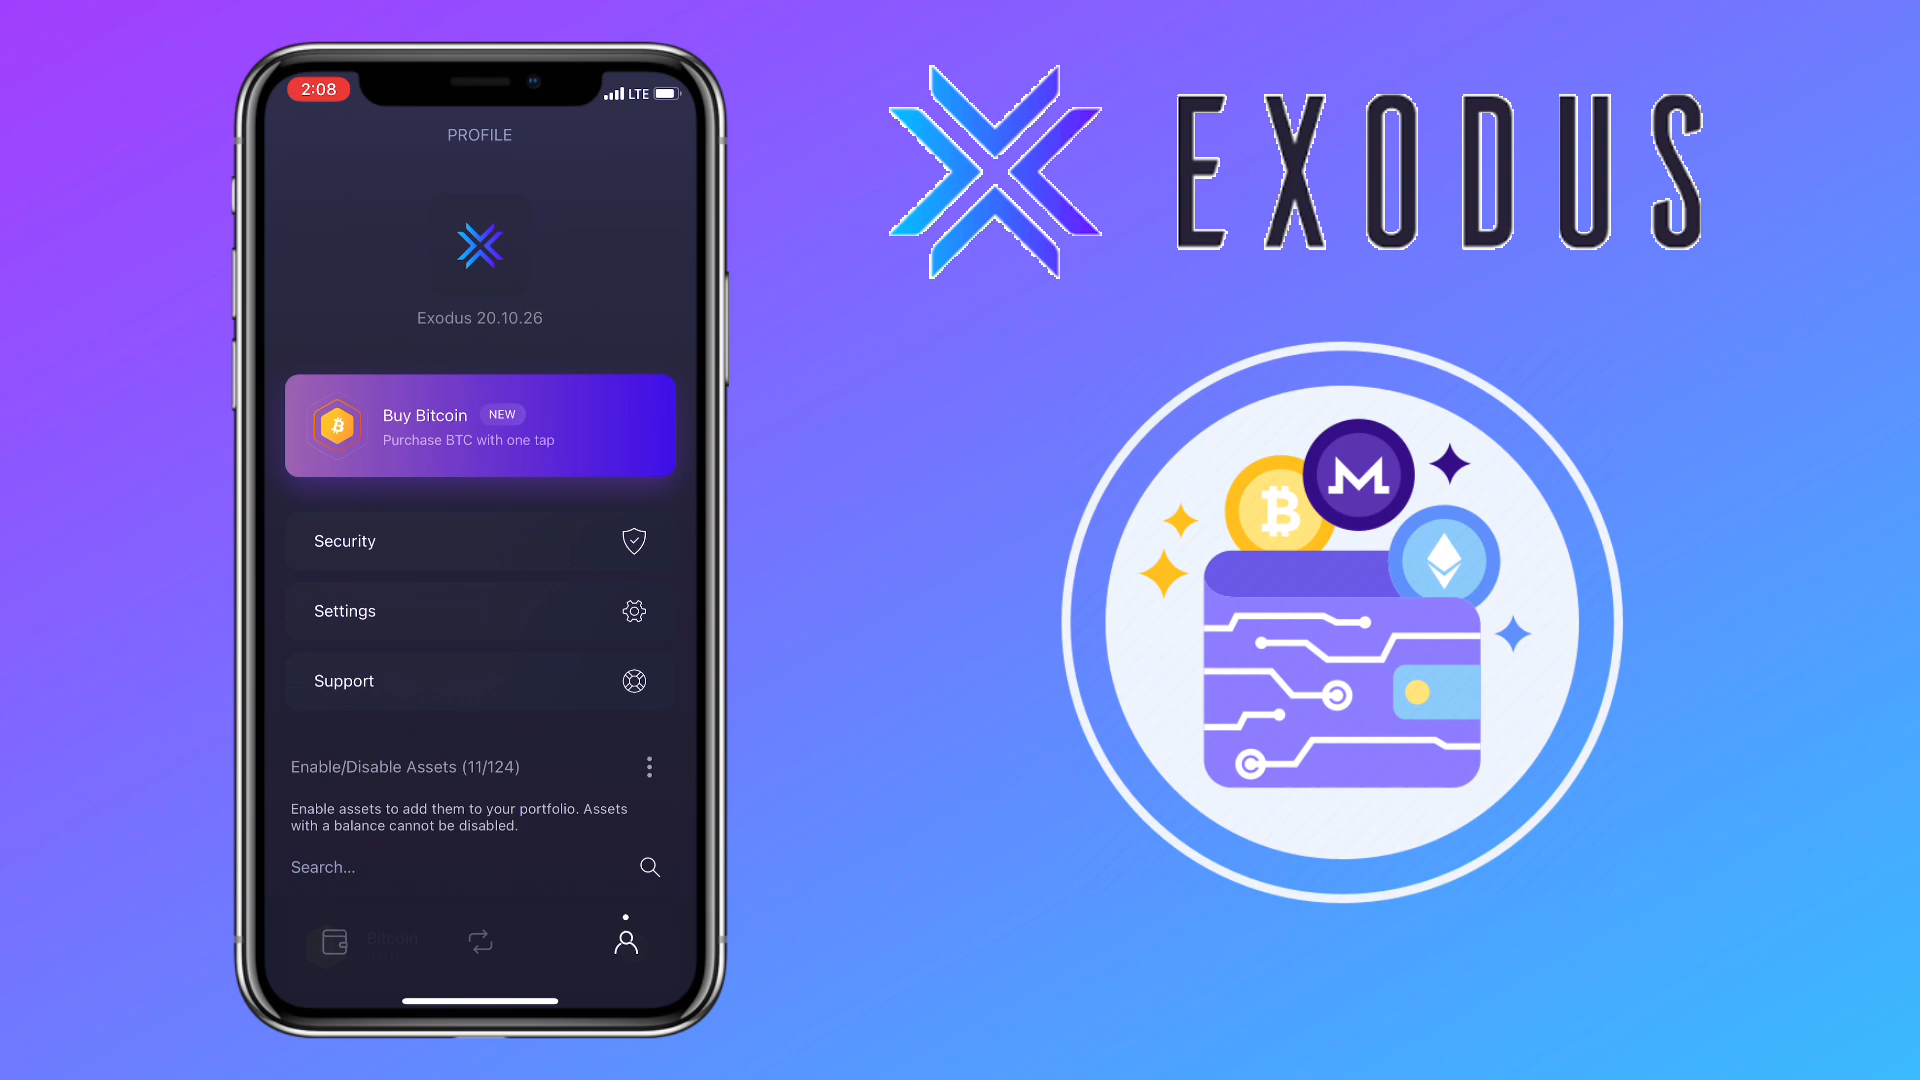 2:08
LTE
PROFILE
Exodus 20.10.26
Buy Bitcoin NEW
Purchase BTC with one tap
Security
Settings
Support
Enable/Disable Assets (11/124)
Enable assets to add them to your portfolio. Assets
with a balance cannot be disabled.
Search...
Bitcoin
EXODUS